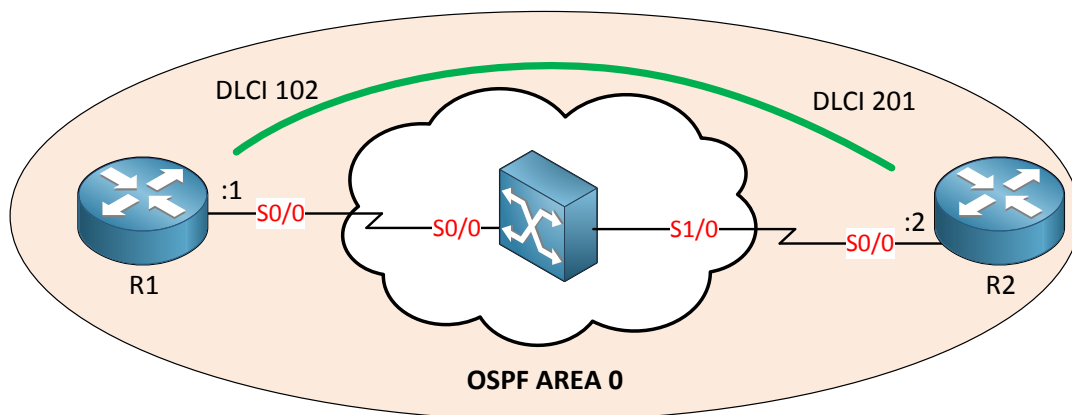 DLCI 102
DLCI 201
:1
S0/0
S0/0
S1/0
S0/0
:2
R1
R2
OSPF AREA 0